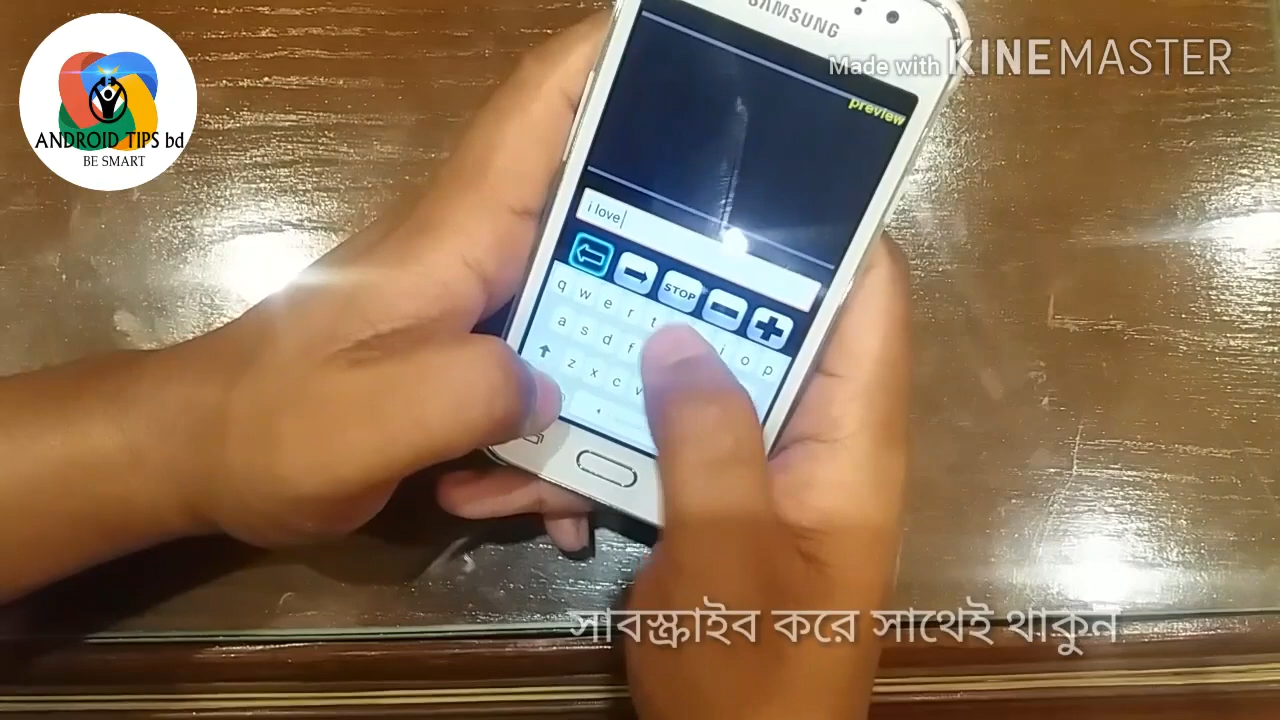 SAMSUNG
Made with KINEMASTER
preview
ANDROID TIPS bd
BE SMART
i love
STOP
q w e r t i o p
a s d f
z x c v
সাবস্ক্রাইব করে সাথেই থাকুন